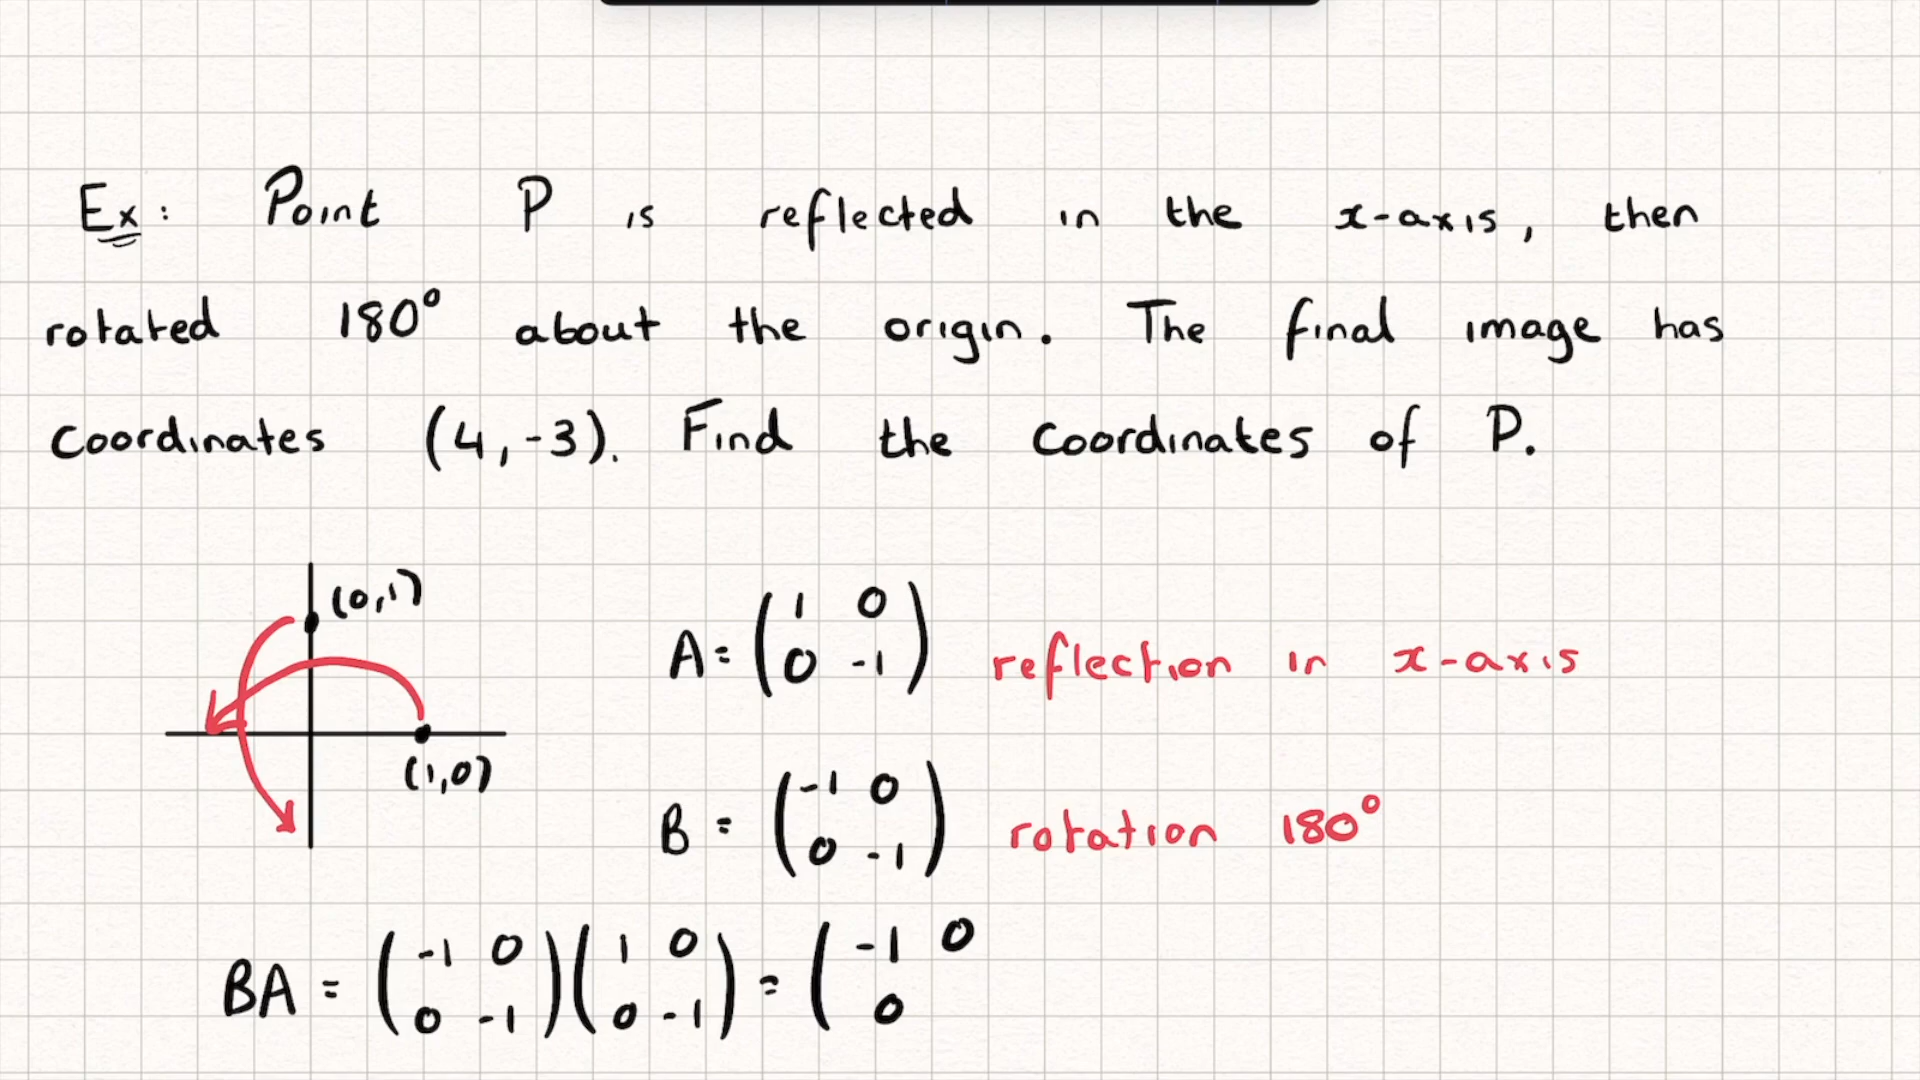 Ex: Point P is reflected in the x-axis, then
rotated 180° about the origin. The final image has
coordinates (4,-3). Find the coordinates of P.
(0,1)
(1,0)
A = ( 1 0
0 -1 ) reflection in x-axis
B = ( -1 0
0 -1 ) rotation 180°
BA = ( -1 0 ) ( 1 0 ) = ( -1 0
0 -1 0 -1 0